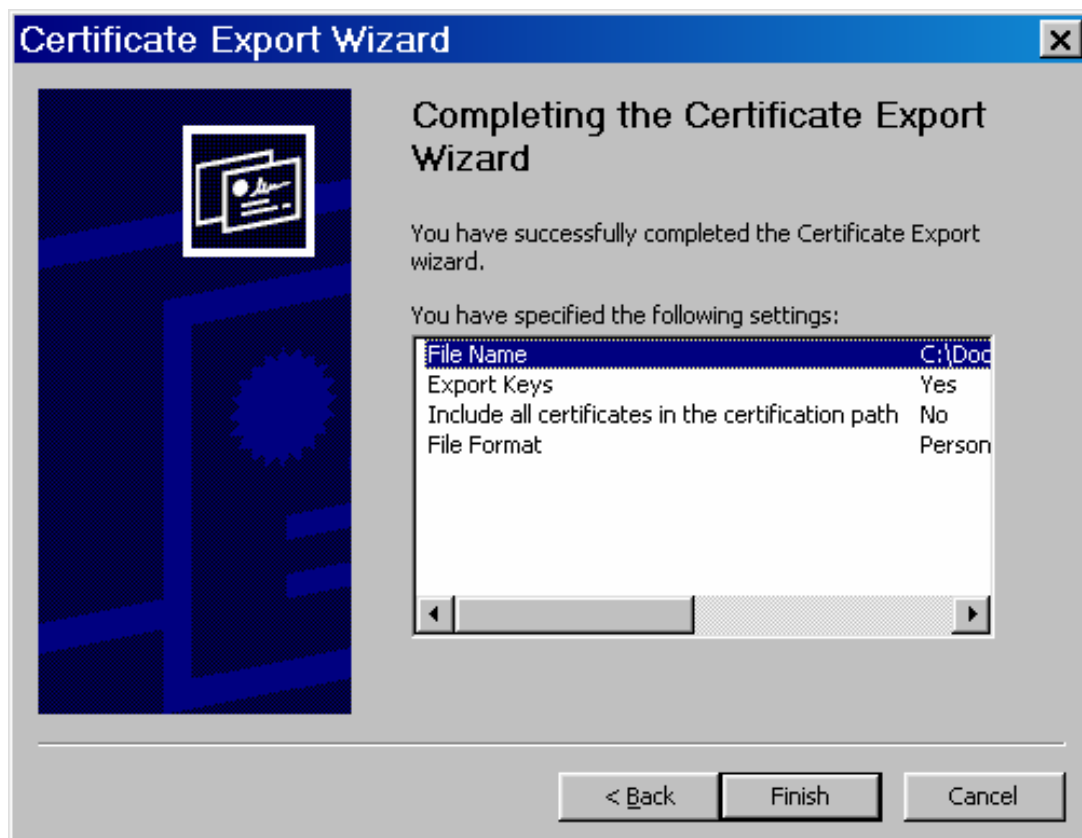 Certificate Export Wizard
Completing the Certificate Export
Wizard
You have successfully completed the Certificate Export
wizard.
You have specified the following settings:
File Name C:\Doc
Export Keys Yes
Include all certificates in the certification path No
File Format Person
< Back Finish Cancel